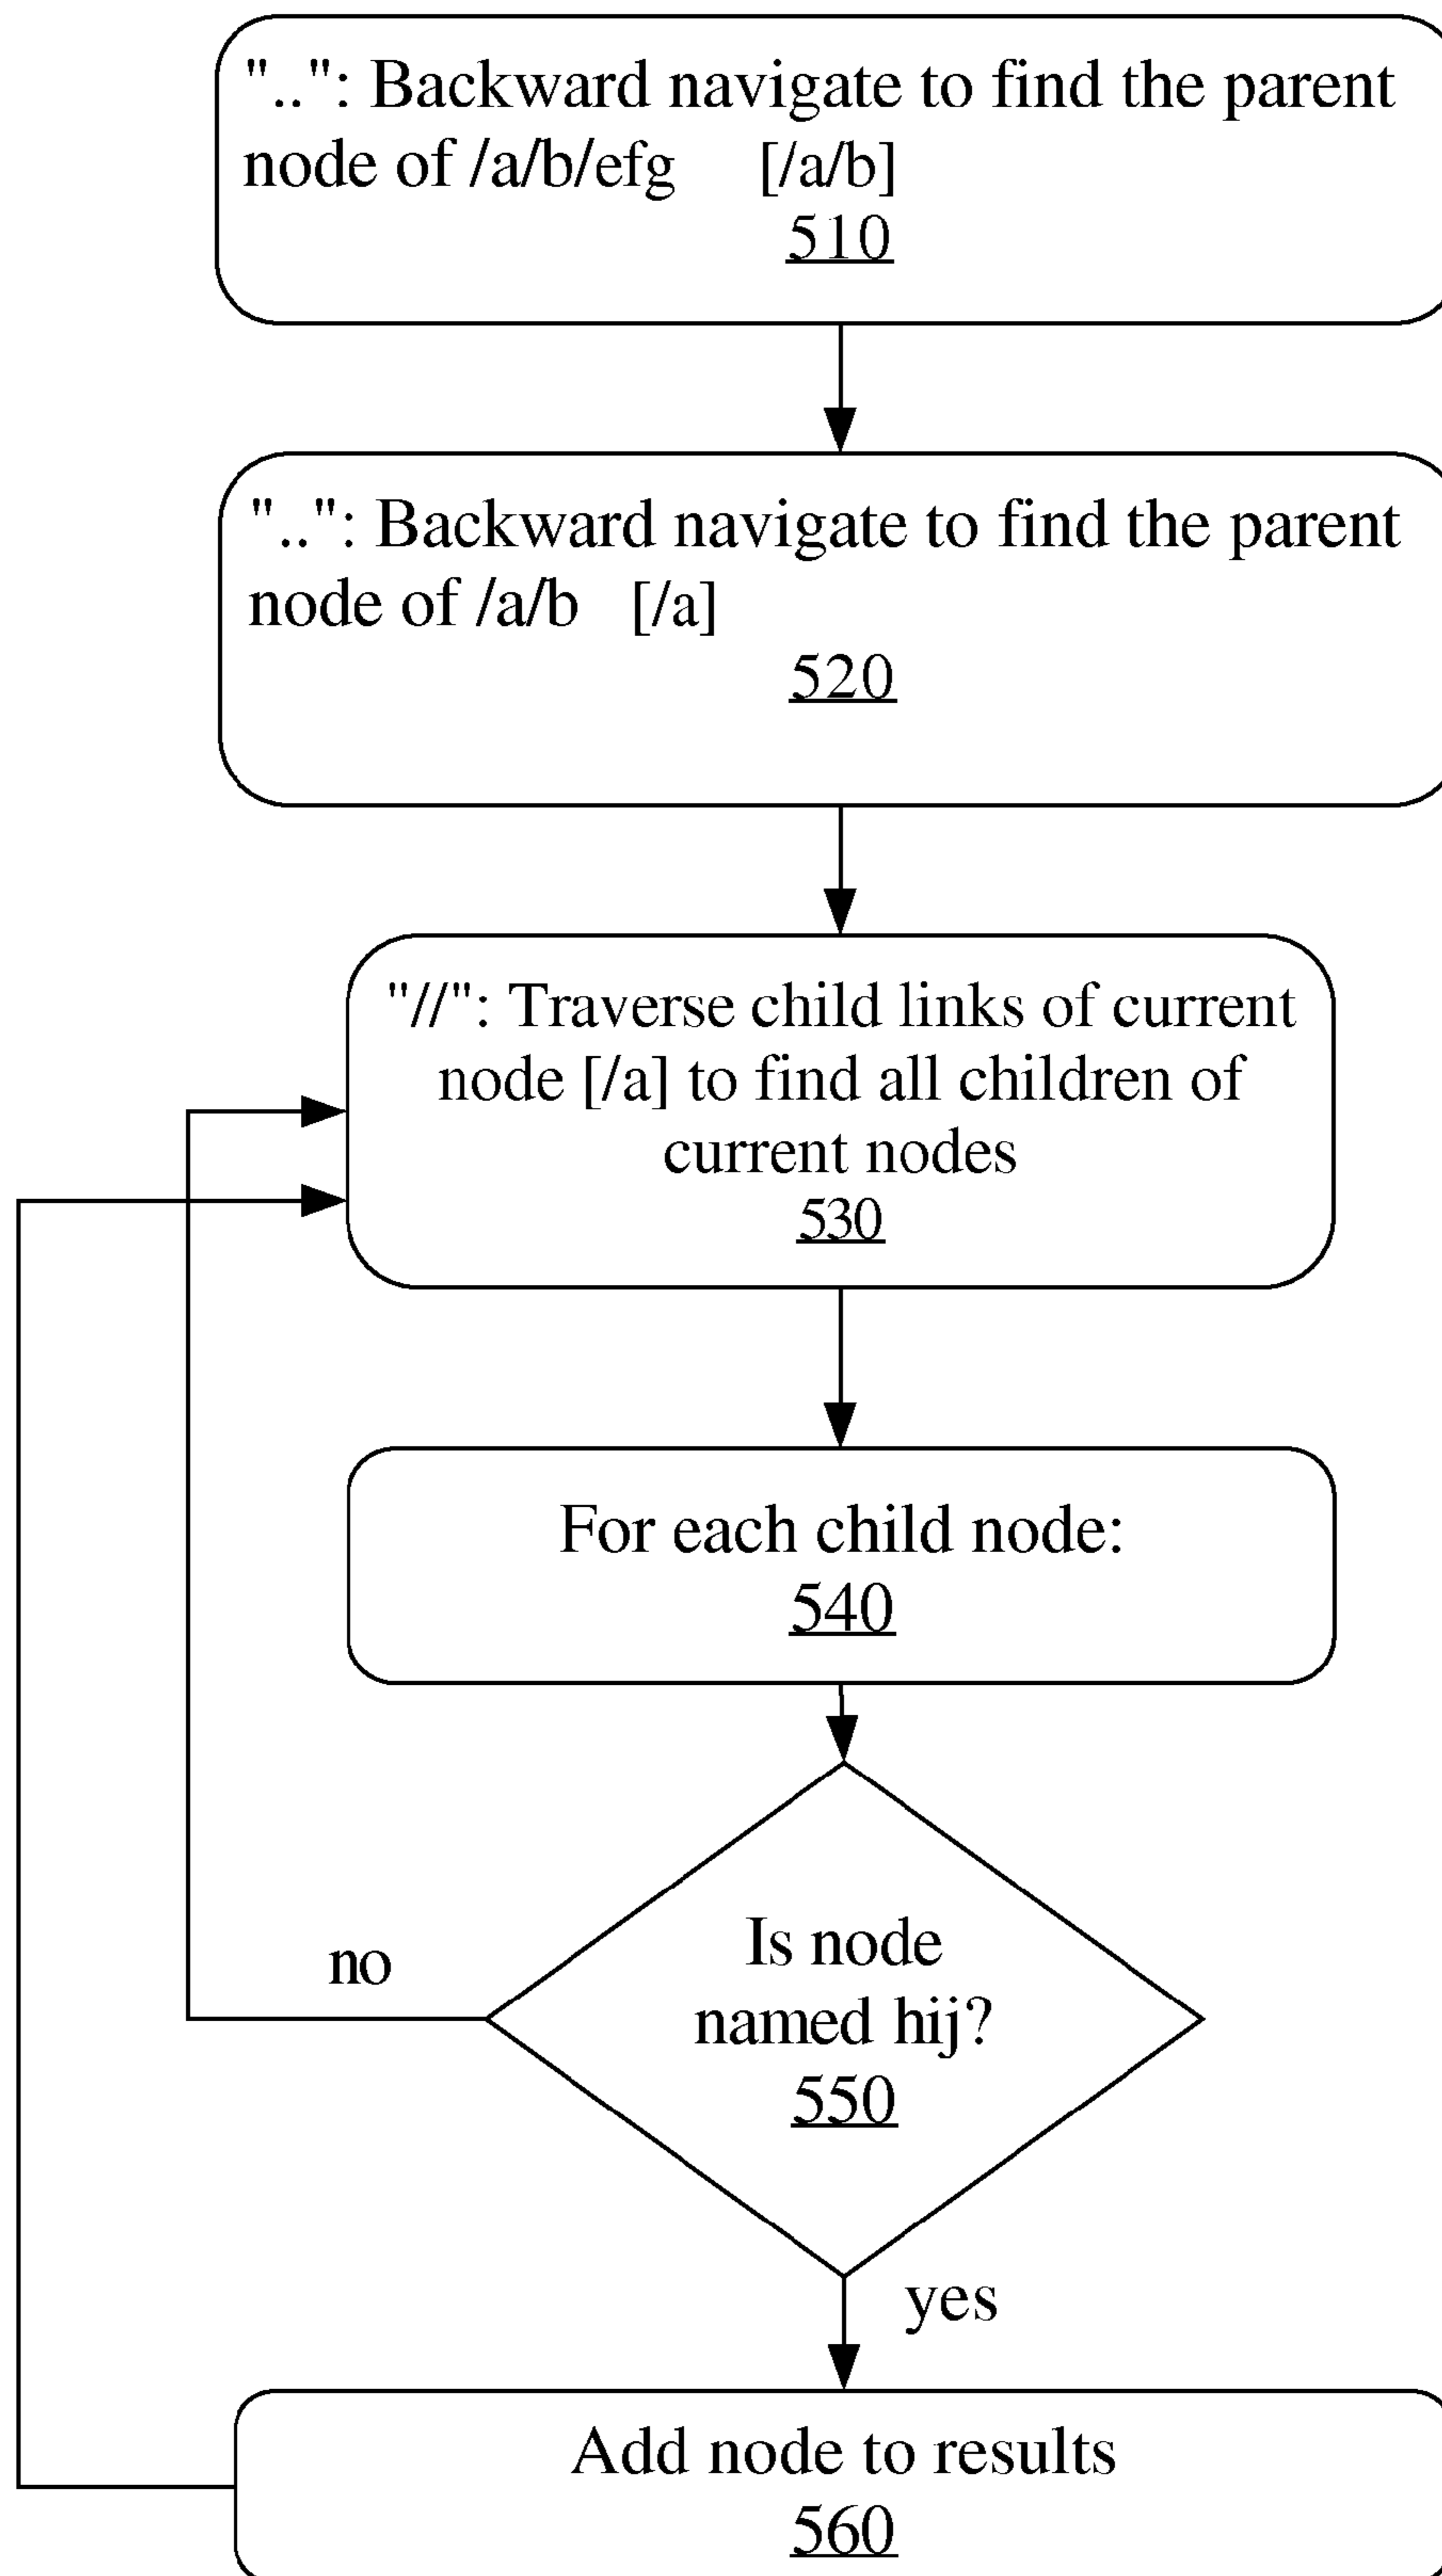 "..": Backward navigate to find the parent
node of /a/b/efg [/a/b]
510
"..": Backward navigate to find the parent
node of /a/b [/a]
520
"//": Traverse child links of current
node [/a] to find all children of
current nodes
530
For each child node:
540
Is node
named hij?
550
no
yes
Add node to results
560